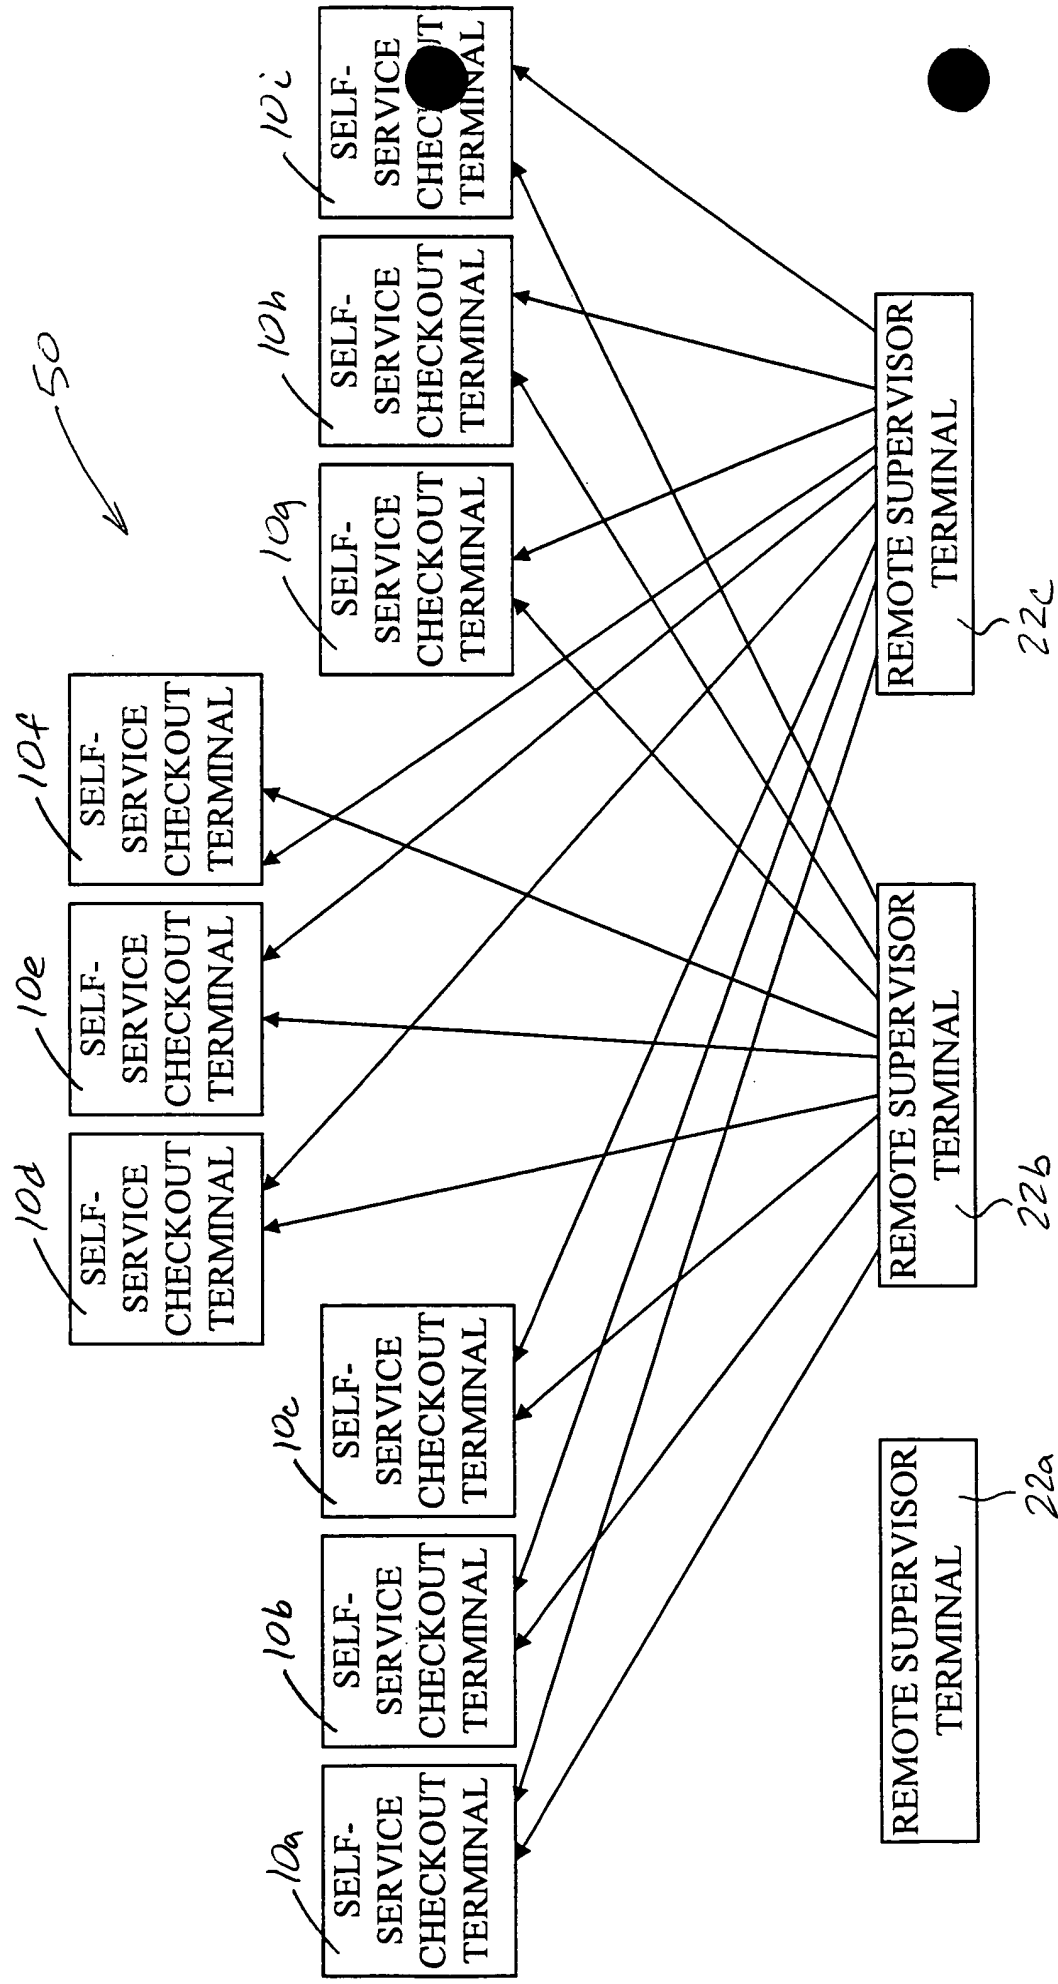 10d
SELF-
SERVICE
CHECKOUT
TERMINAL
10e
SELF-
SERVICE
CHECKOUT
TERMINAL
10f
SELF-
SERVICE
CHECKOUT
TERMINAL
50
10a
SELF-
SERVICE
CHECKOUT
TERMINAL
10b
SELF-
SERVICE
CHECKOUT
TERMINAL
10c
SELF-
SERVICE
CHECKOUT
TERMINAL
10g
SELF-
SERVICE
CHECKOUT
TERMINAL
10h
SELF-
SERVICE
CHECKOUT
TERMINAL
10i
SELF-
SERVICE
TERMINAL
REMOTE SUPERVISOR
TERMINAL
22a
REMOTE SUPERVISOR
TERMINAL
22b
REMOTE SUPERVISOR
TERMINAL
22c